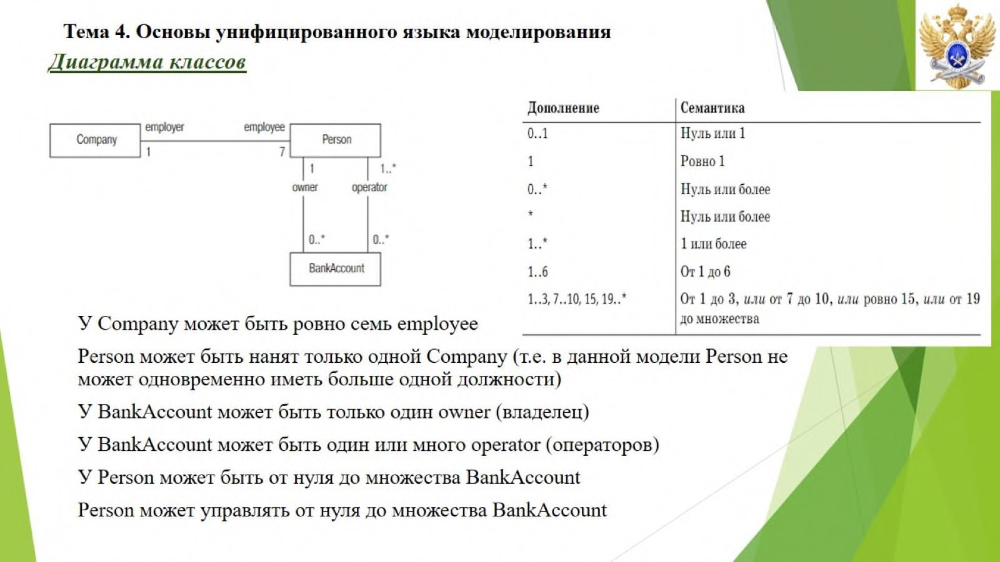 Тема 4. Основы унифицированного языка моделирования
Диаграмма классов
Company
employer
employee
1
7
Person
1
1..*
owner
operator
0..*
0..*
BankAccount
Дополнение Семантика
0..1 Нуль или 1
1 Ровно 1
0..* Нуль или более
* Нуль или более
1..* 1 или более
1..6 От 1 до 6
1..3, 7..10, 15, 19..* От 1 до 3, или от 7 до 10, или ровно 15, или от 19
до множества
У Company может быть ровно семь employee
Person может быть нанят только одной Company (т.е. в данной модели Person не
может одновременно иметь больше одной должности)
У BankAccount может быть только один owner (владелец)
У BankAccount может быть один или много operator (операторов)
У Person может быть от нуля до множества BankAccount
Person может управлять от нуля до множества BankAccount